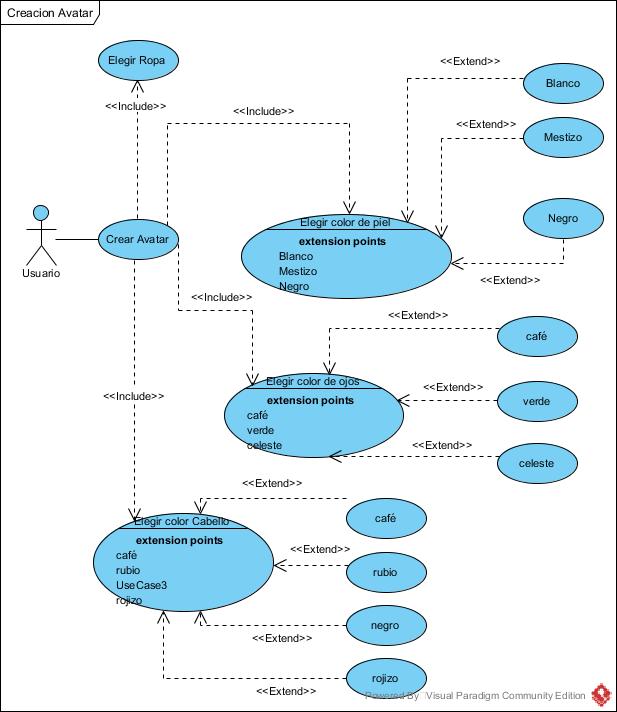 Creacion Avatar
Elegir Ropa
<<Include>>
<<Include>>
<<Extend>>
Blanco
<<Extend>>
Mestizo
Negro
<<Extend>>
Elegir color de piel
extension points
Blanco
Mestizo
Negro
Usuario
Crear Avatar
<<Include>>
<<Extend>>
café
Elegir color de ojos
extension points
café
verde
celeste
<<Extend>>
verde
<<Extend>>
celeste
<<Include>>
<<Extend>>
café
Elegir color Cabello
extension points
café
rubio
UseCase3
rojizo
<<Extend>>
rubio
negro
<<Extend>>
rojizo
<<Extend>>
Powered By Visual Paradigm Community Edition